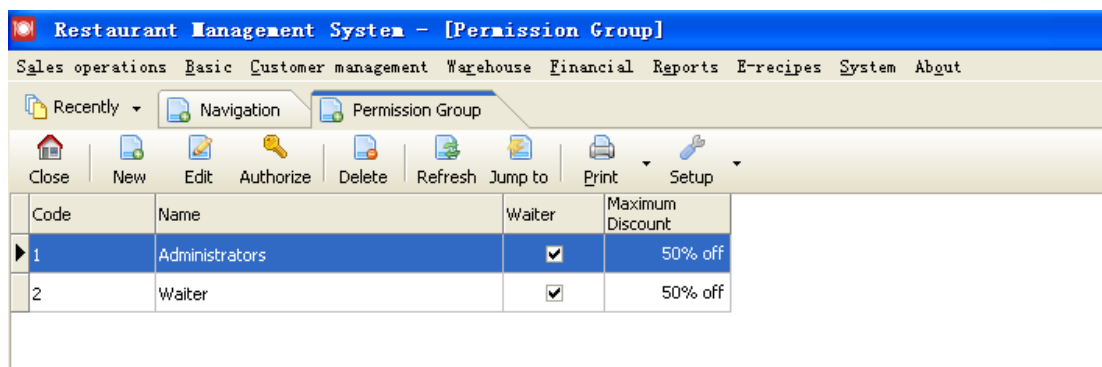 Restaurant Management System - [Permission Group]
Sales operations Basic Customer management Warehouse Financial Reports E-recipes System About
Recently Navigation Permission Group
Close New Edit Authorize Delete Refresh Jump to Print Setup
Code Name Waiter Maximum Discount
1 Administrators 50% off
2 Waiter 50% off